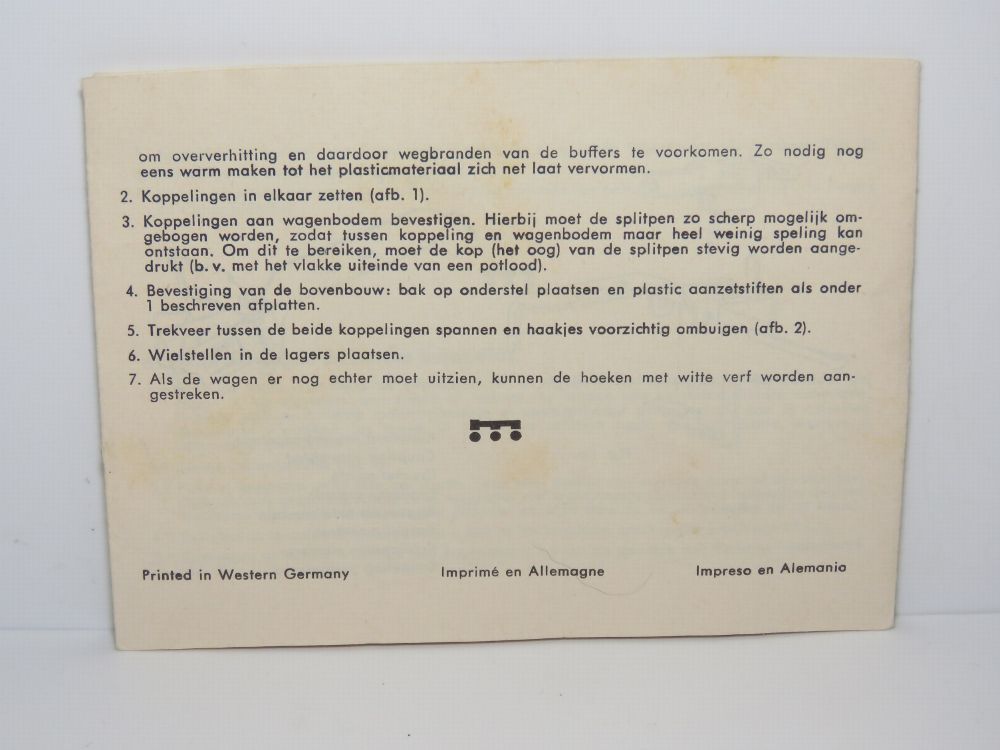 om oververhitting en daardoor wegbranden van de buffers te voorkomen. Zo nodig nog
eens warm maken tot het plasticmateriaal zich net laat vervormen.
2. Koppelingen in elkaar zetten (afb. 1).
3. Koppelingen aan wagenbodem bevestigen. Hierbij moet de splitpen zo scherp mogelijk om-
gebogen worden, zodat tussen koppeling en wagenbodem maar heel weinig speling kan
ontstaan. Om dit te bereiken, moet de kop (het oog) van de splitpen stevig worden aange-
drukt (b. v. met het vlakke uiteinde van een potlood).
4. Bevestiging van de bovenbouw: bak op onderstel plaatsen en plastic aanzetstiften als onder
1 beschreven afplatten.
5. Trekveer tussen de beide koppelingen spannen en haakjes voorzichtig ombuigen (afb. 2).
6. Wielstellen in de lagers plaatsen.
7. Als de wagen er nog echter moet uitzien, kunnen de hoeken met witte verf worden aan-
gestreken.
Printed in Western Germany Imprimé en Allemagne Impreso en Alemania